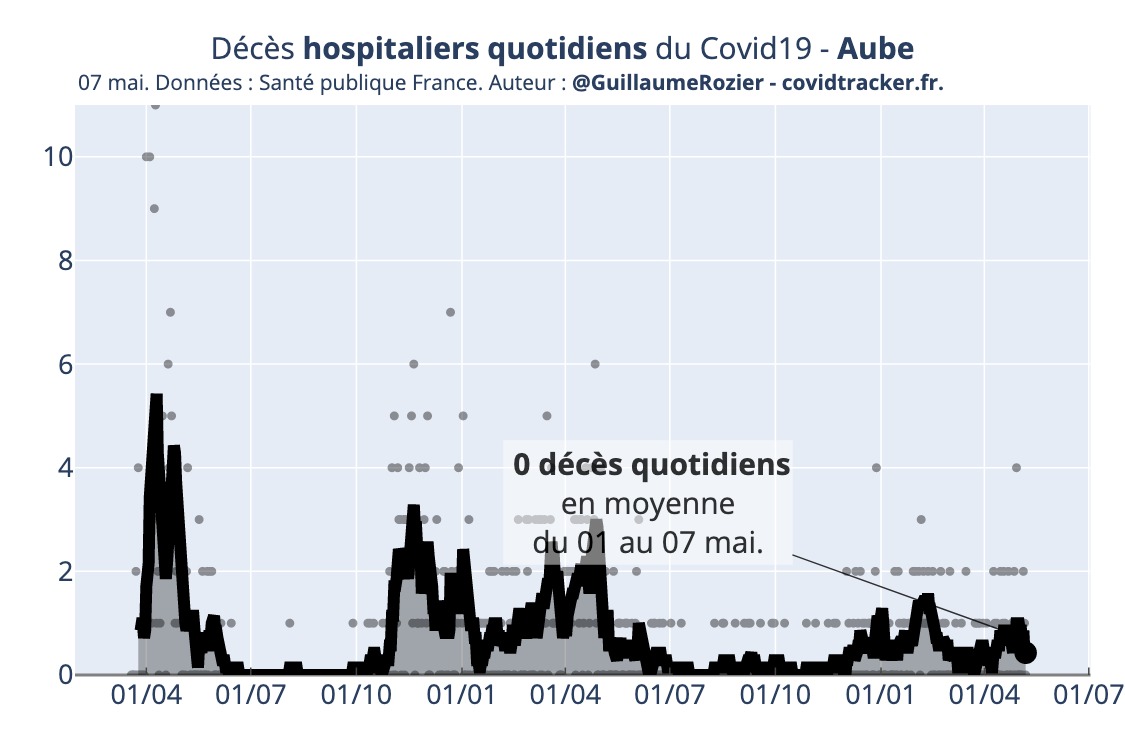 Décès hospitaliers quotidiens du Covid19 - Aube
07 mai. Données : Santé publique France. Auteur : @GuillaumeRozier - covidtracker.fr.
10
8
6
4
2
0
0 décès quotidiens
en moyenne
du 01 au 07 mai.
01/04 01/07 01/10 01/01 01/04 01/07 01/10 01/01 01/04 01/07